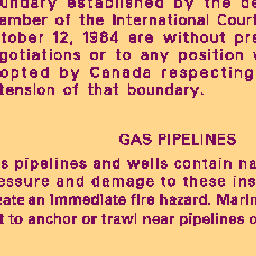 undary established by the de
ember of the International Court
tober 12, 1984 are without pre
gotiations or to any position
opted by Canada respecting
tension of that boundary.
GAS PIPELINES
s pipelines and wells contain na
essure and damage to these ins
eate an immediate fire hazard. Marin
t to anchor or trawl near pipelines o